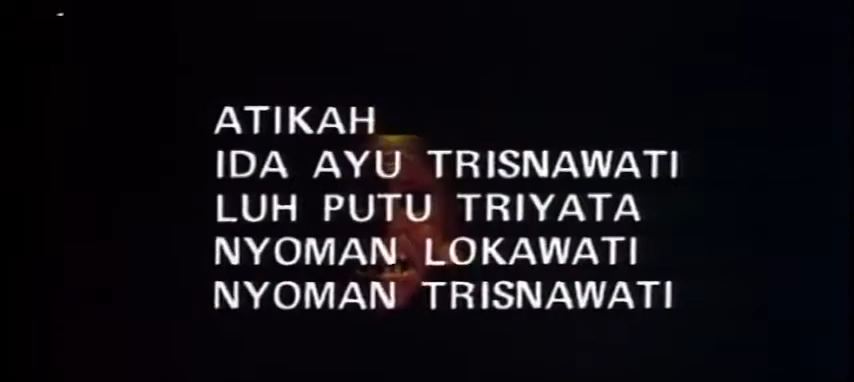 ATIKAH
IDA AYU TRISNAWATI
LUH PUTU TRIYATA
NYOMAN LOKAWATI
NYOMAN TRISNAWATI